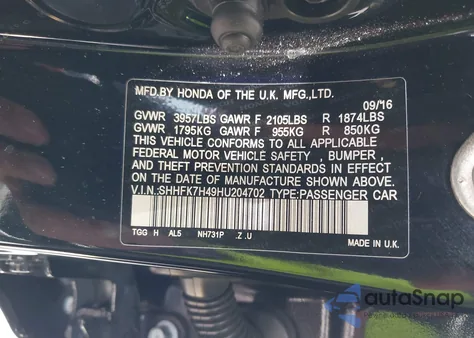 MFD.BY HONDA OF THE U.K. MFG.,LTD.
09/16
GVWR 3957LBS GAWR F 2105LBS R 1874LBS
GVWR 1795KG GAWR F 955KG R 850KG
THIS VEHICLE CONFORMS TO ALL APPLICABLE
FEDERAL MOTOR VEHICLE SAFETY , BUMPER ,
AND THEFT PREVENTION STANDARDS IN EFFECT
ON THE DATE OF MANUFACTURE SHOWN ABOVE.
V.I.N:SHHFK7H49HU204702 TYPE:PASSENGER CAR
TGG H AL5 NH731P .Z .U
MADE IN U.K.
autoSnap